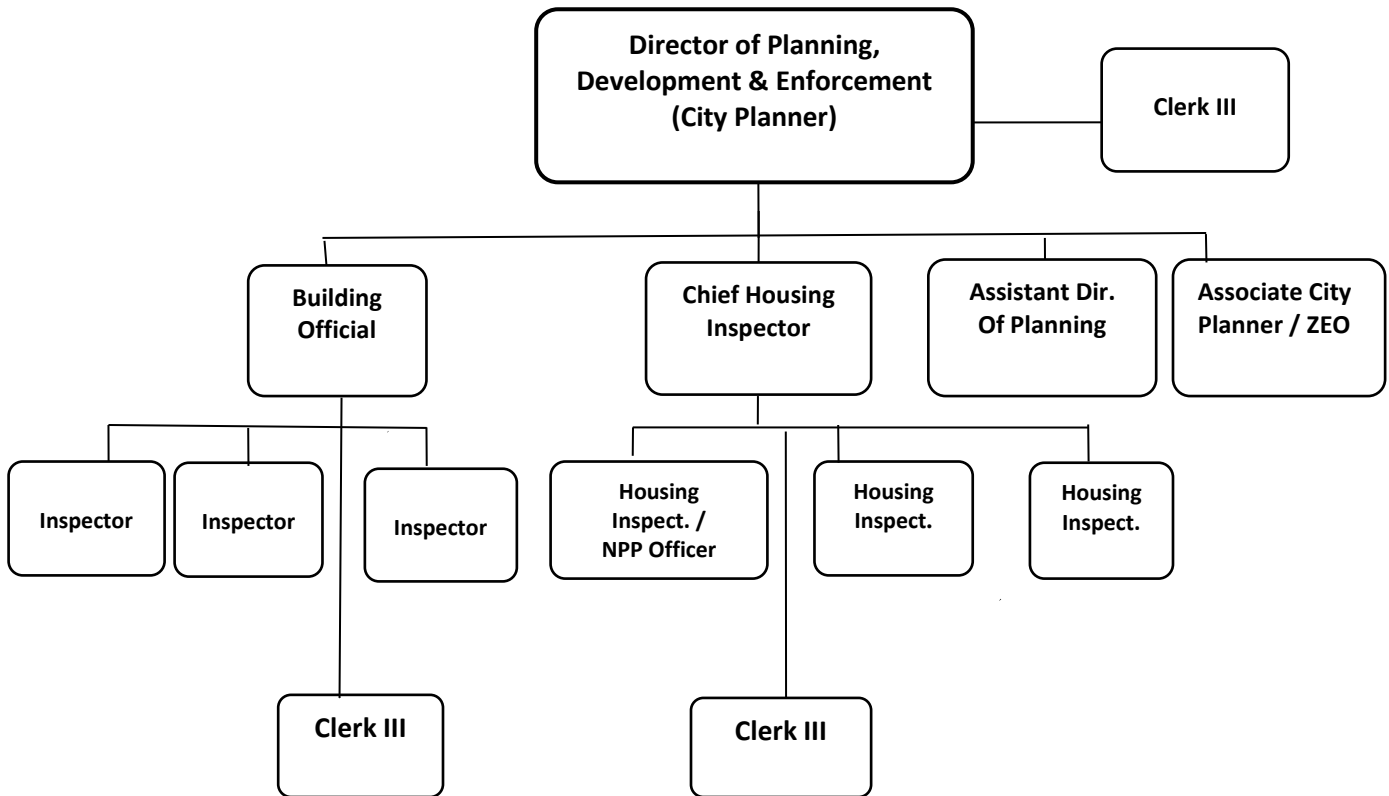 Director of Planning,
Development & Enforcement
(City Planner)
Clerk III
Building
Official
Chief Housing
Inspector
Assistant Dir.
Of Planning
Associate City
Planner / ZEO
Inspector
Inspector
Inspector
Housing
Inspect. /
NPP Officer
Housing
Inspect.
Housing
Inspect.
Clerk III
Clerk III